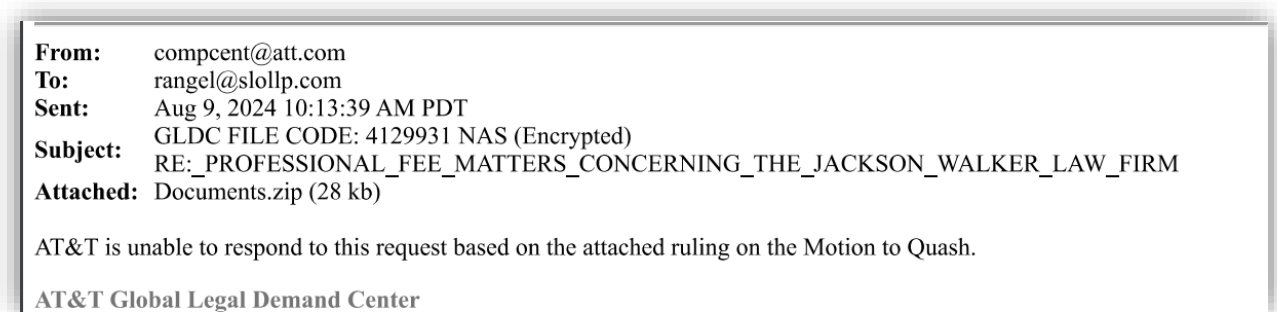 From: compcent@att.com
To: rangel@slollp.com
Sent: Aug 9, 2024 10:13:39 AM PDT
Subject: GLDC FILE CODE: 4129931 NAS (Encrypted)
RE:_PROFESSIONAL_FEE_MATTERS_CONCERNING_THE_JACKSON_WALKER_LAW_FIRM
Attached: Documents.zip (28 kb)
AT&T is unable to respond to this request based on the attached ruling on the Motion to Quash.
AT&T Global Legal Demand Center